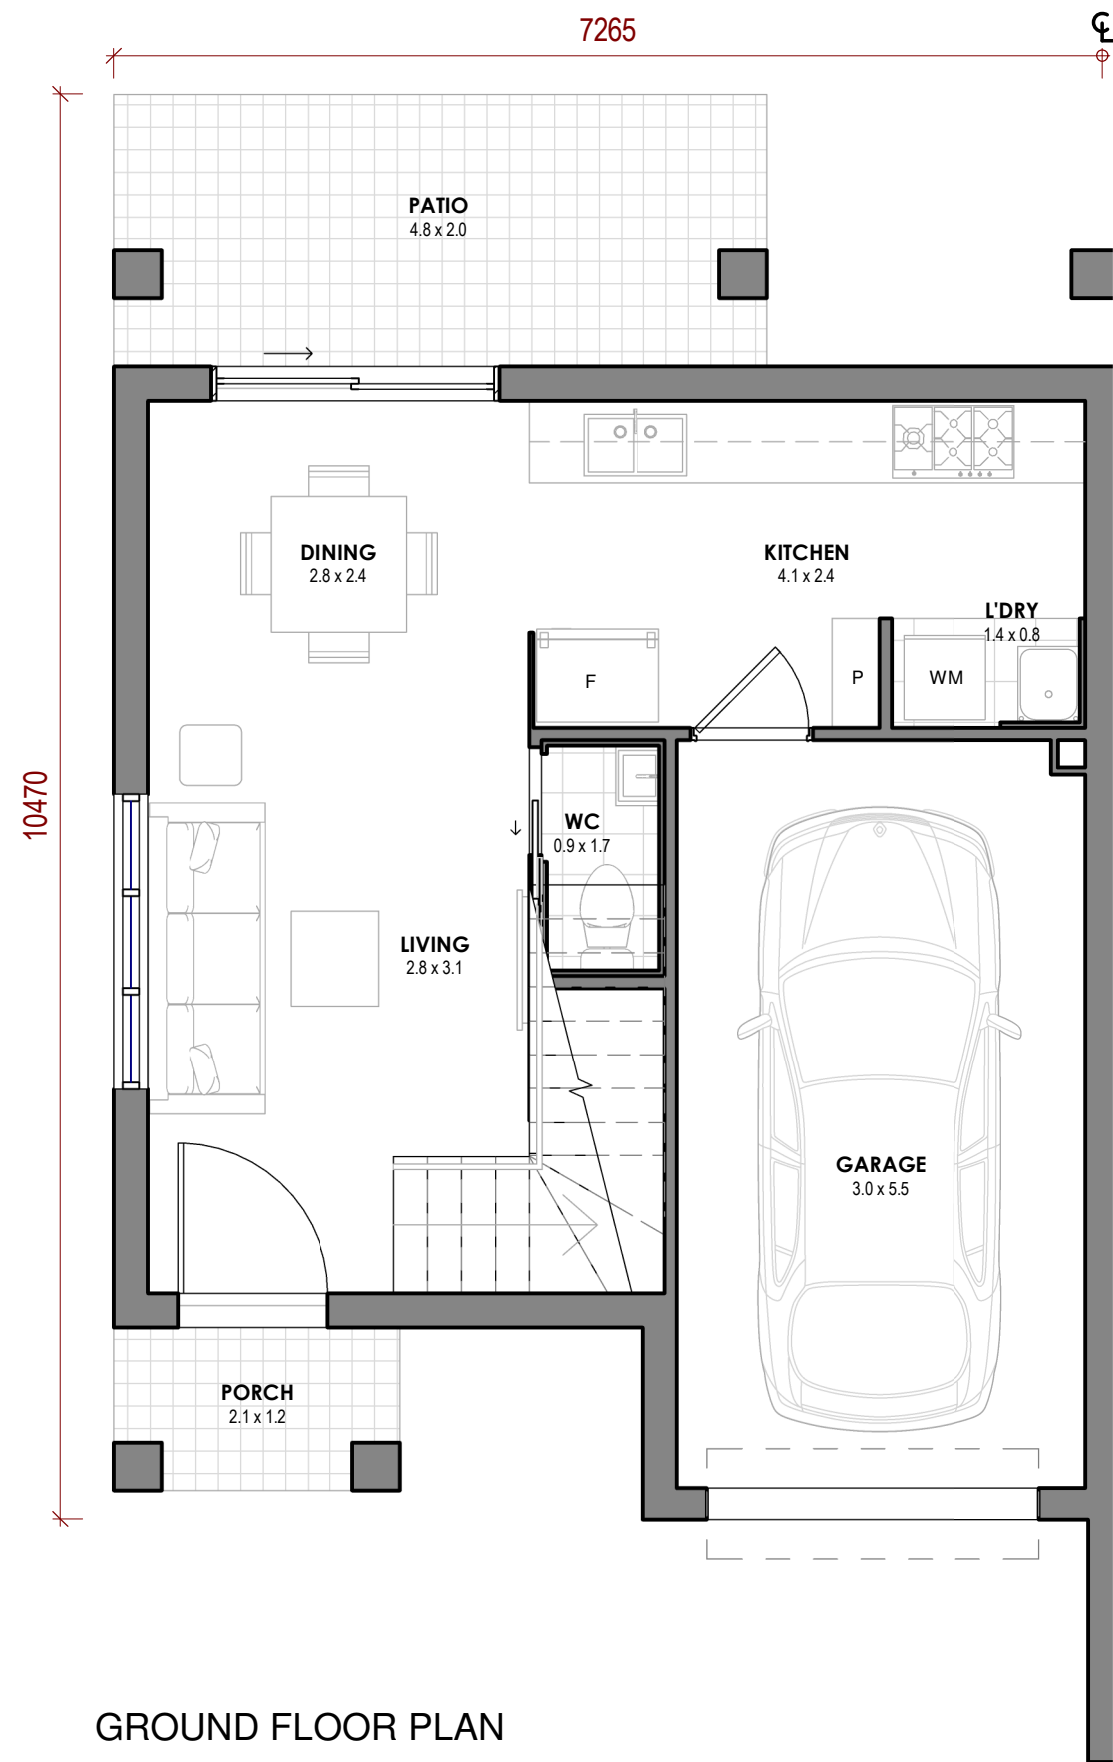 7265
℄
PATIO
4.8 x 2.0
DINING
2.8 x 2.4
KITCHEN
4.1 x 2.4
L'DRY
1.4 x 0.8
F
P
WM
10470
WC
0.9 x 1.7
LIVING
2.8 x 3.1
GARAGE
3.0 x 5.5
PORCH
2.1 x 1.2
GROUND FLOOR PLAN